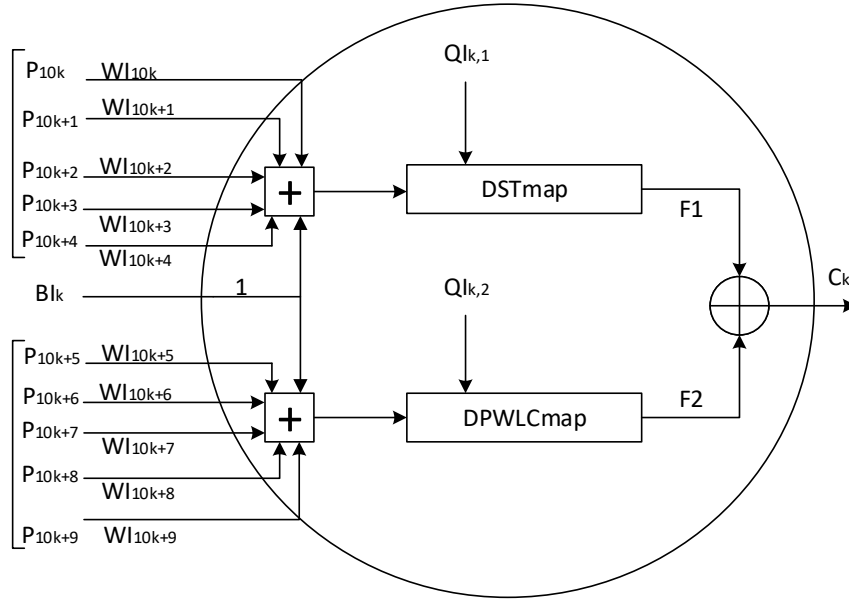 P10k WI10k
P10k+1 WI10k+1
P10k+2 WI10k+2
P10k+3 WI10k+3
P10k+4 WI10k+4
BIk 1
P10k+5 WI10k+5
P10k+6 WI10k+6
P10k+7 WI10k+7
P10k+8 WI10k+8
P10k+9 WI10k+9
+
+
QIk,1
DSTmap
F1
QIk,2
DPWLCmap
F2
Ck